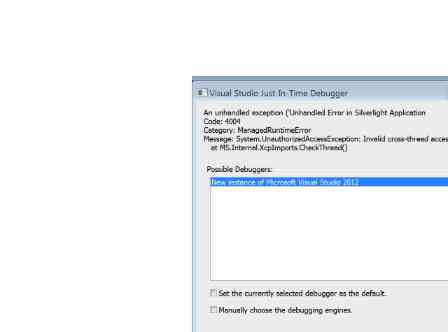 Visual Studio Just-In-Time Debugger
An unhandled exception ('Unhandled Error in Silverlight Application
Code: 4004
Category: ManagedRuntimeError
Message: System.UnauthorizedAccessException: Invalid cross-thread acces
at MS.Internal.XcpImports.CheckThread()
Possible Debuggers:
New instance of Microsoft Visual Studio 2012
Set the currently selected debugger as the default.
Manually choose the debugging engines.